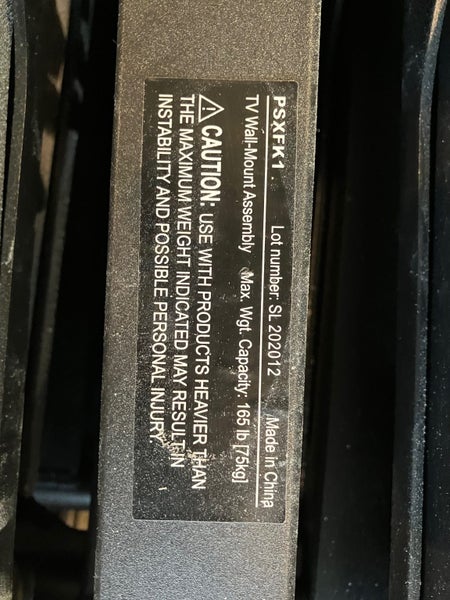 PSXFK1 . Lot number: SL 202012 Made in China
TV Wall-Mount Assembly Max. Wgt. Capacity: 165 lb [75kg]
⚠ CAUTION: USE WITH PRODUCTS HEAVIER THAN
THE MAXIMUM WEIGHT INDICATED MAY RESULT IN
INSTABILITY AND POSSIBLE PERSONAL INJURY.